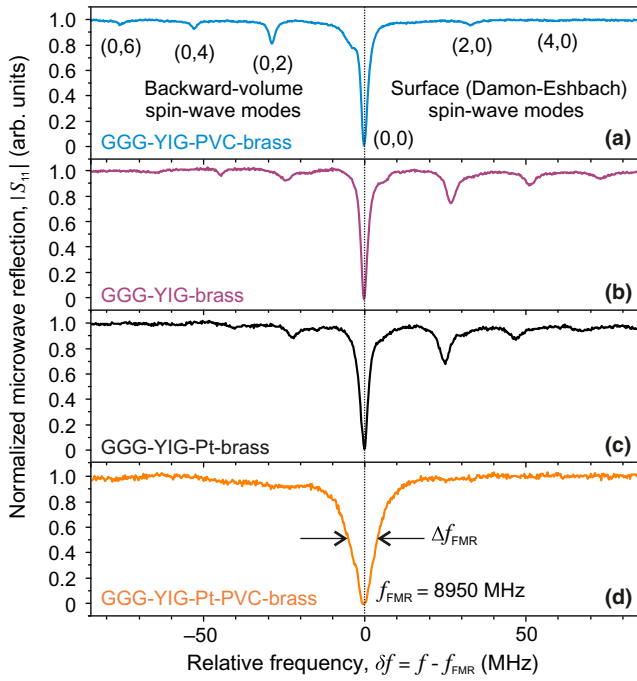 Normalized microwave reflection, |S₁₁| (arb. units)
1.0
0.8
0.6
0.4
0.2
0
(0,6)
(0,4)
(0,2)
(2,0)
(4,0)
Backward-volume
spin-wave modes
Surface (Damon-Eshbach)
spin-wave modes
GGG-YIG-PVC-brass
(0,0)
(a)
1.0
0.8
0.6
0.4
0.2
0
GGG-YIG-brass
(b)
1.0
0.8
0.6
0.4
0.2
0
GGG-YIG-Pt-brass
(c)
1.0
0.8
0.6
0.4
0.2
0
Δf_FMR
f_FMR = 8950 MHz
GGG-YIG-Pt-PVC-brass
(d)
−50
0
50
Relative frequency, δf = f - f_FMR (MHz)